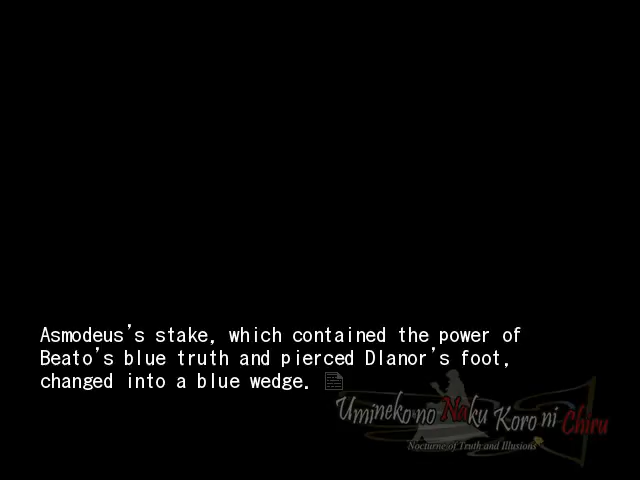 Asmodeus's stake, which contained the power of
Beato's blue truth and pierced Dlanor's foot,
changed into a blue wedge.
Umineko no Naku Koro ni Chiru
Nocturne of Truth and Illusions